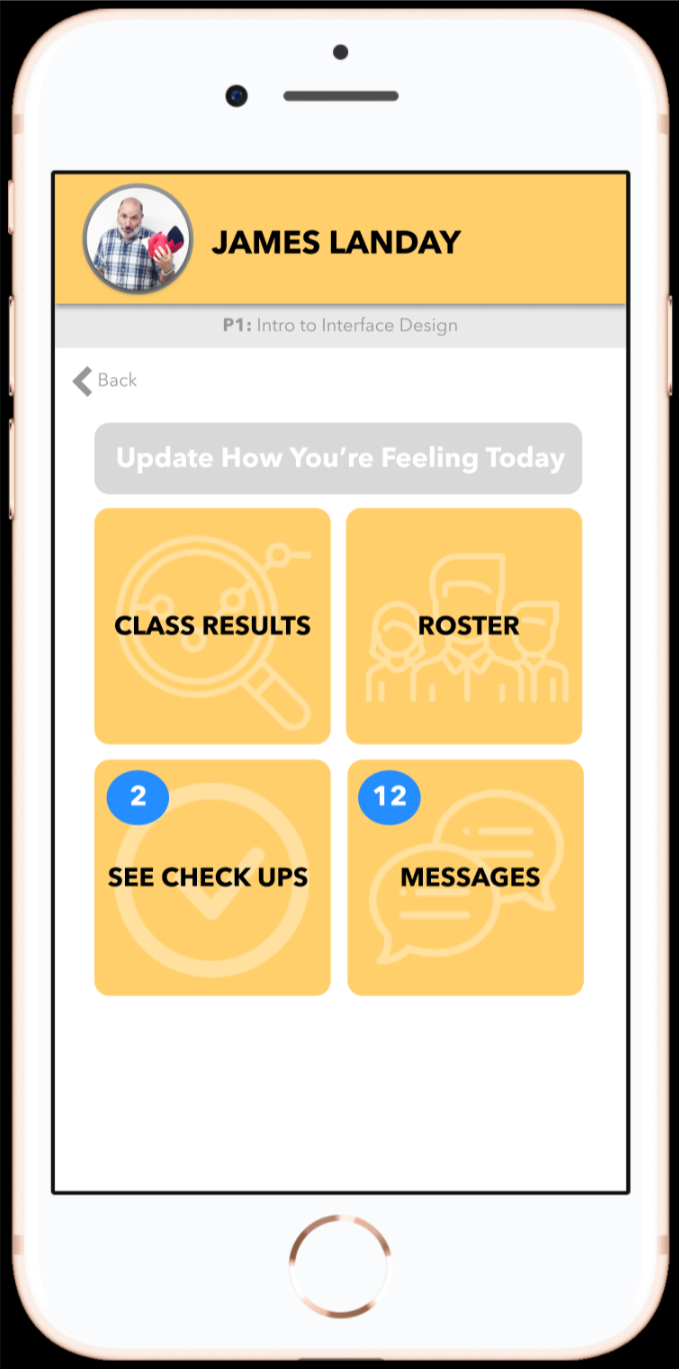 JAMES LANDAY
P1: Intro to Interface Design
Back
Update How You’re Feeling Today
CLASS RESULTS
ROSTER
2
SEE CHECK UPS
12
MESSAGES